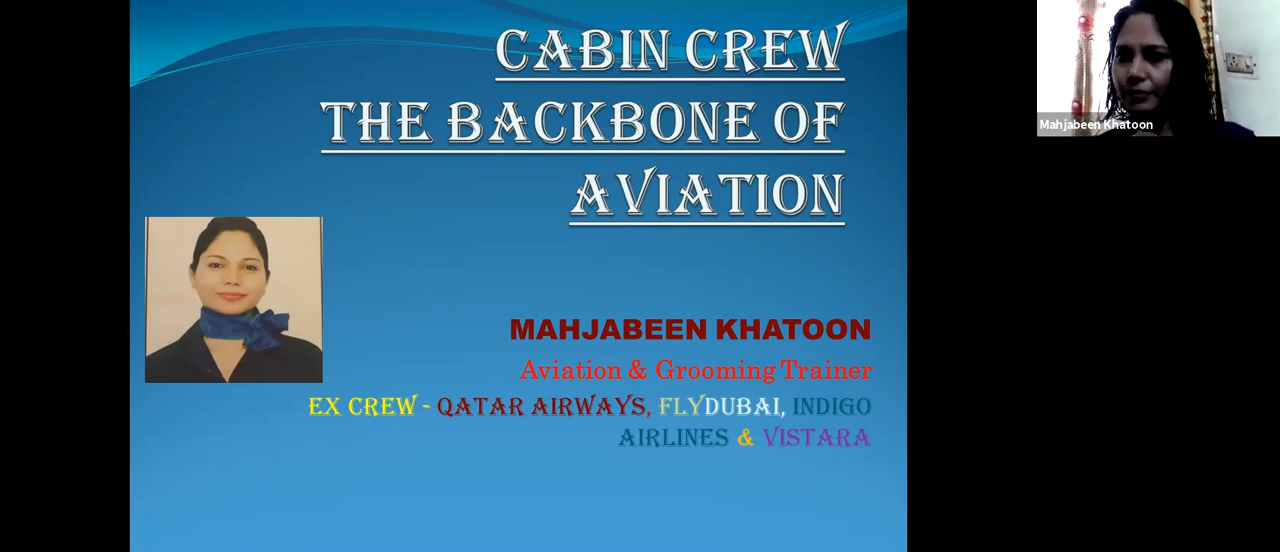 CABIN CREW
THE BACKBONE OF
AVIATION
MAHJABEEN KHATOON
Aviation & Grooming Trainer
EX CREW - QATAR AIRWAYS, FLYDUBAI, INDIGO
AIRLINES & VISTARA
Mahjabeen Khatoon